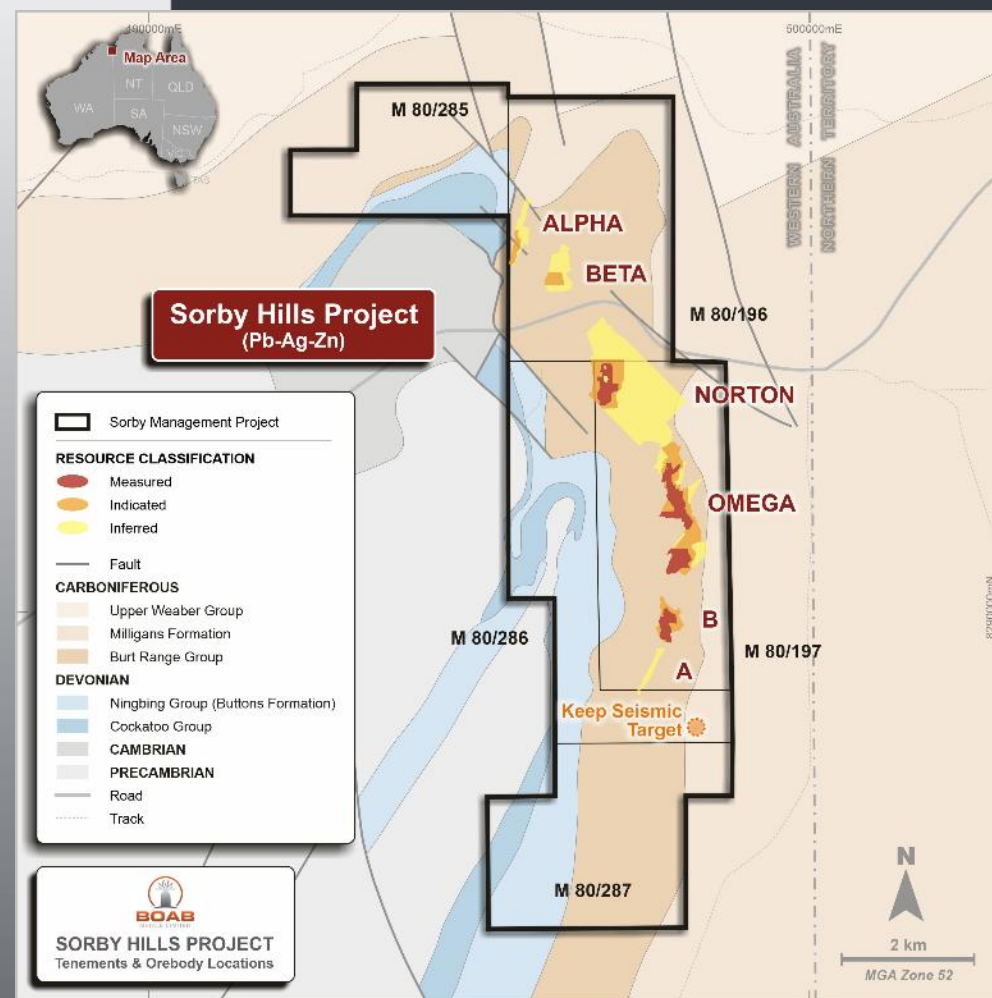 480000mE
500000mE
Map Area
NT
QLD
WA
SA
NSW
TAS
M 80/285
WESTERN AUSTRALIA
NORTHERN TERRITORY
ALPHA
BETA
Sorby Hills Project
(Pb-Ag-Zn)
M 80/196
NORTON
OMEGA
B
M 80/286
M 80/197
A
Keep Seismic
Target
M 80/287
Sorby Management Project
RESOURCE CLASSIFICATION
Measured
Indicated
Inferred
Fault
CARBONIFEROUS
Upper Weaber Group
Milligans Formation
Burt Range Group
DEVONIAN
Ningbing Group (Buttons Formation)
Cockatoo Group
CAMBRIAN
PRECAMBRIAN
Road
Track
BOAB
METALS LIMITED
SORBY HILLS PROJECT
Tenements & Orebody Locations
N
2 km
MGA Zone 52